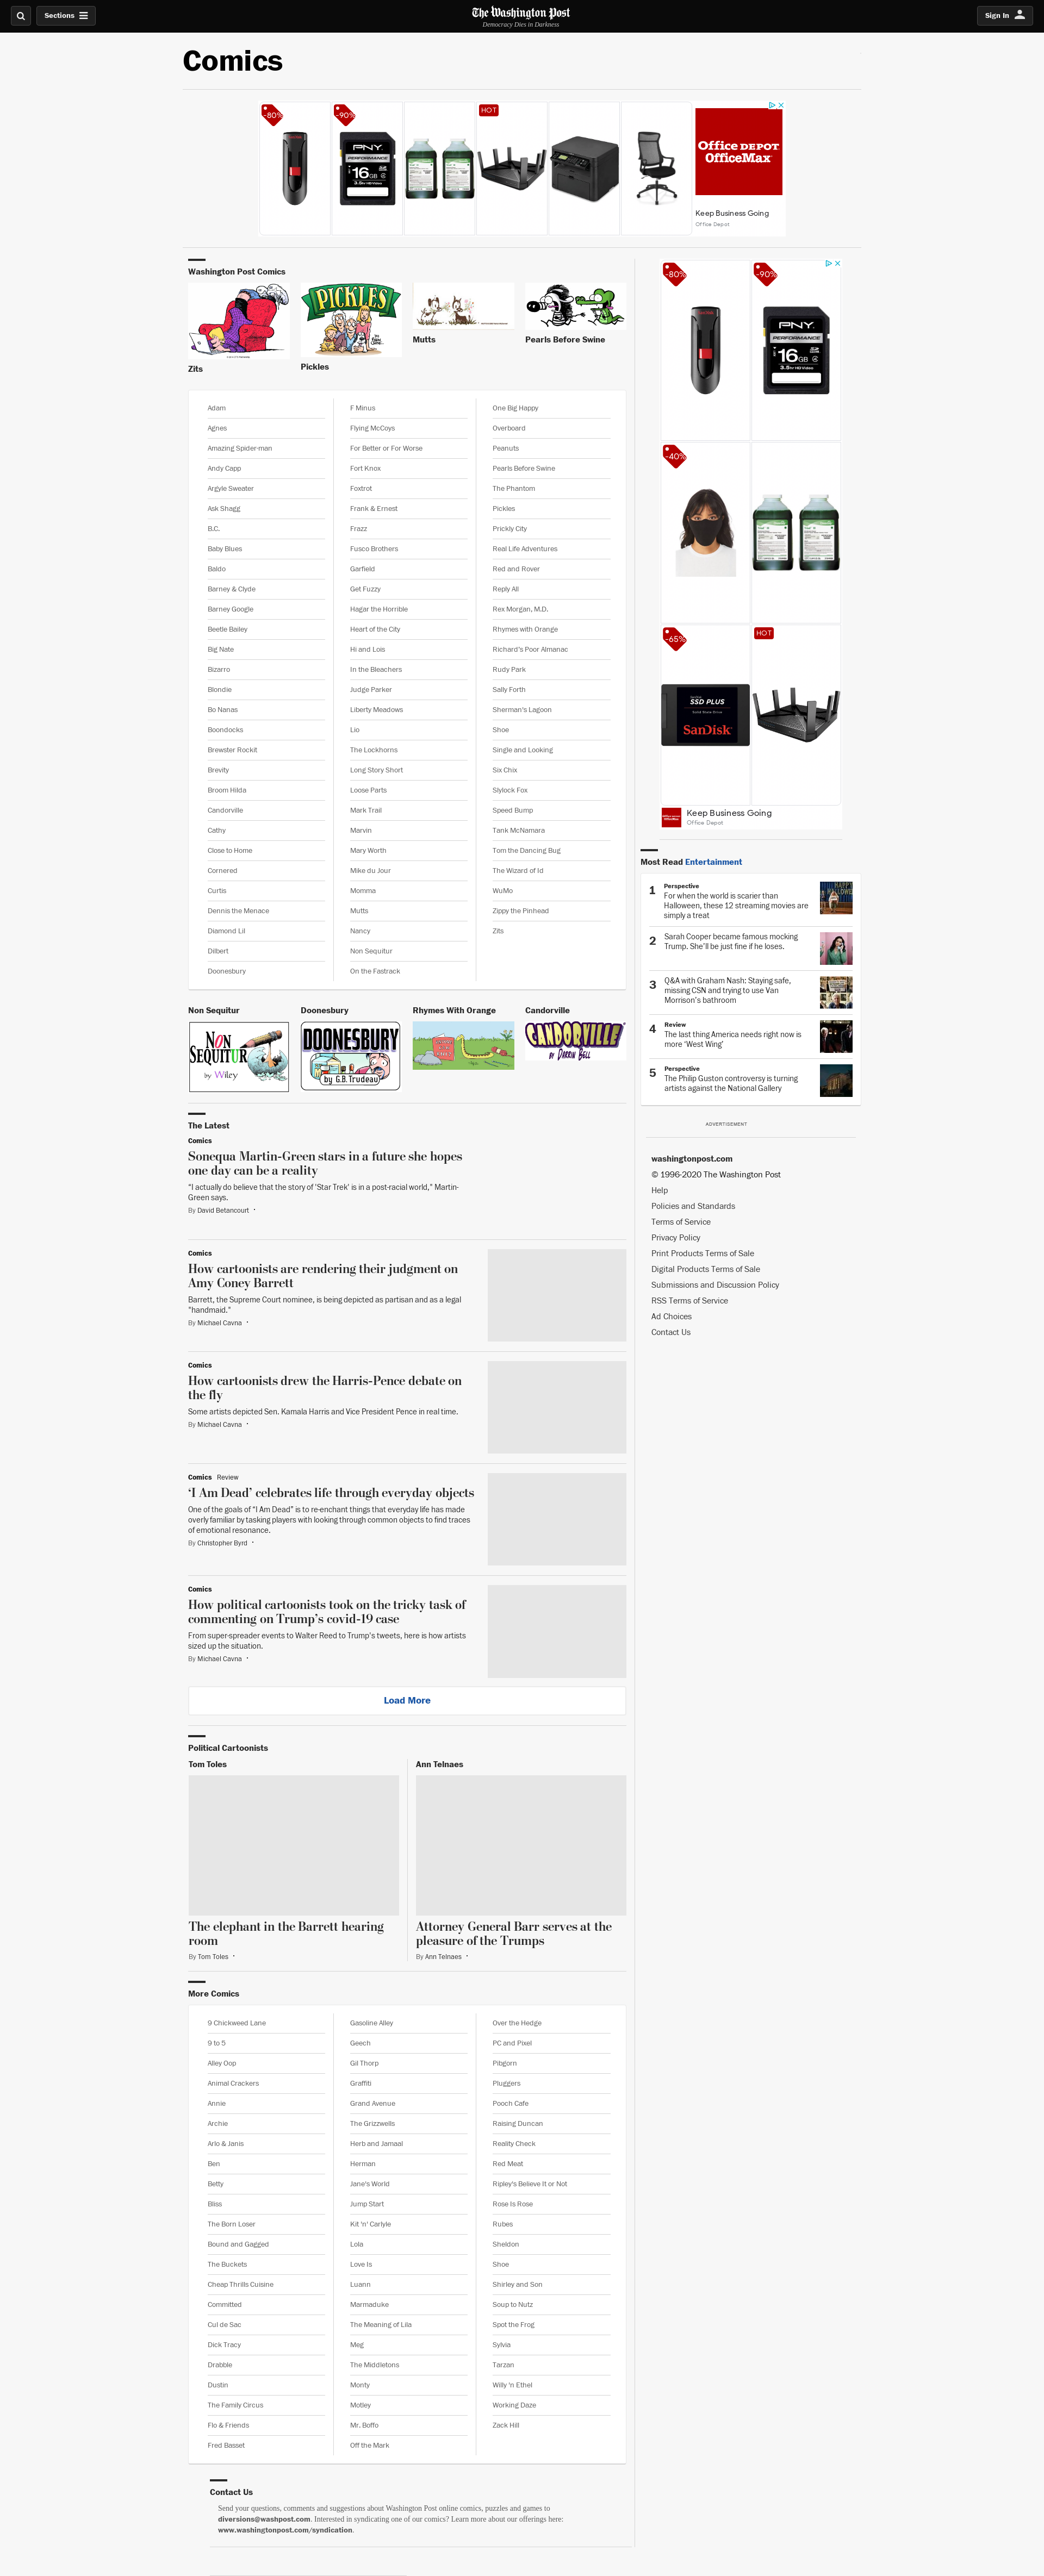 Sections
The Washington Post
Democracy Dies in Darkness
Sign In
Comics
-80%
-90%
PNY
PERFORMANCE
16GB
3.8hr HD Video
HOT
Office DEPOT
OfficeMax
Keep Business Going
Office Depot
Washington Post Comics
PICKLES
Zits
Pickles
Mutts
Pearls Before Swine
Adam
Agnes
Amazing Spider-man
Andy Capp
Argyle Sweater
Ask Shagg
B.C.
Baby Blues
Baldo
Barney & Clyde
Barney Google
Beetle Bailey
Big Nate
Bizarro
Blondie
Bo Nanas
Boondocks
Brewster Rockit
Brevity
Broom Hilda
Candorville
Cathy
Close to Home
Cornered
Curtis
Dennis the Menace
Diamond Lil
Dilbert
Doonesbury
F Minus
Flying McCoys
For Better or For Worse
Fort Knox
Foxtrot
Frank & Ernest
Frazz
Fusco Brothers
Garfield
Get Fuzzy
Hagar the Horrible
Heart of the City
Hi and Lois
In the Bleachers
Judge Parker
Liberty Meadows
Lio
The Lockhorns
Long Story Short
Loose Parts
Mark Trail
Marvin
Mary Worth
Mike du Jour
Momma
Mutts
Nancy
Non Sequitur
On the Fastrack
One Big Happy
Overboard
Peanuts
Pearls Before Swine
The Phantom
Pickles
Prickly City
Real Life Adventures
Red and Rover
Reply All
Rex Morgan, M.D.
Rhymes with Orange
Richard's Poor Almanac
Rudy Park
Sally Forth
Sherman's Lagoon
Shoe
Single and Looking
Six Chix
Slylock Fox
Speed Bump
Tank McNamara
Tom the Dancing Bug
The Wizard of Id
WuMo
Zippy the Pinhead
Zits
Non Sequitur
Doonesbury
Rhymes With Orange
Candorville
NON
SEQUITUR
by Wiley
DOONESBURY
by G.B. Trudeau
CANDORVILLE
BY DARRIN BELL
The Latest
Comics
Sonequa Martin-Green stars in a future she hopes
one day can be a reality
"I actually do believe that the story of 'Star Trek' is in a post-racial world," Martin-
Green says.
By David Betancourt •
Comics
How cartoonists are rendering their judgment on
Amy Coney Barrett
Barrett, the Supreme Court nominee, is being depicted as partisan and as a legal
"handmaid."
By Michael Cavna •
Comics
How cartoonists drew the Harris-Pence debate on
the fly
Some artists depicted Sen. Kamala Harris and Vice President Pence in real time.
By Michael Cavna •
Comics Review
‘I Am Dead’ celebrates life through everyday objects
One of the goals of “I Am Dead” is to re-enchant things that everyday life has made
overly familiar by tasking players with looking through common objects to find traces
of emotional resonance.
By Christopher Byrd •
Comics
How political cartoonists took on the tricky task of
commenting on Trump’s covid-19 case
From super-spreader events to Walter Reed to Trump's tweets, here is how artists
sized up the situation.
By Michael Cavna •
Load More
Political Cartoonists
Tom Toles
The elephant in the Barrett hearing
room
By Tom Toles •
Ann Telnaes
Attorney General Barr serves at the
pleasure of the Trumps
By Ann Telnaes •
More Comics
9 Chickweed Lane
9 to 5
Alley Oop
Animal Crackers
Annie
Archie
Arlo & Janis
Ben
Betty
Bliss
The Born Loser
Bound and Gagged
The Buckets
Cheap Thrills Cuisine
Committed
Cul de Sac
Dick Tracy
Drabble
Dustin
The Family Circus
Flo & Friends
Fred Basset
Gasoline Alley
Geech
Gil Thorp
Graffiti
Grand Avenue
The Grizzwells
Herb and Jamaal
Herman
Jane's World
Jump Start
Kit 'n' Carlyle
Lola
Love Is
Luann
Marmaduke
The Meaning of Lila
Meg
The Middletons
Monty
Motley
Mr. Boffo
Off the Mark
Over the Hedge
PC and Pixel
Pibgorn
Pluggers
Pooch Cafe
Raising Duncan
Reality Check
Red Meat
Ripley's Believe It or Not
Rose Is Rose
Rubes
Sheldon
Shoe
Shirley and Son
Soup to Nutz
Spot the Frog
Sylvia
Tarzan
Willy 'n Ethel
Working Daze
Zack Hill
Contact Us
Send your questions, comments and suggestions about Washington Post online comics, puzzles and games to
diversions@washpost.com. Interested in syndicating one of our comics? Learn more about our offerings here:
www.washingtonpost.com/syndication.
-80%
-90%
PNY
PERFORMANCE
16GB
3.8hr HD Video
-40%
-65%
HOT
SSD PLUS
SanDisk
Keep Business Going
Office Depot
Most Read Entertainment
1
Perspective
For when the world is scarier than
Halloween, these 12 streaming movies are
simply a treat
2
Sarah Cooper became famous mocking
Trump. She’ll be just fine if he loses.
3
Q&A with Graham Nash: Staying safe,
missing CSN and trying to use Van
Morrison’s bathroom
4
Review
The last thing America needs right now is
more ‘West Wing’
5
Perspective
The Philip Guston controversy is turning
artists against the National Gallery
ADVERTISEMENT
washingtonpost.com
© 1996-2020 The Washington Post
Help
Policies and Standards
Terms of Service
Privacy Policy
Print Products Terms of Sale
Digital Products Terms of Sale
Submissions and Discussion Policy
RSS Terms of Service
Ad Choices
Contact Us